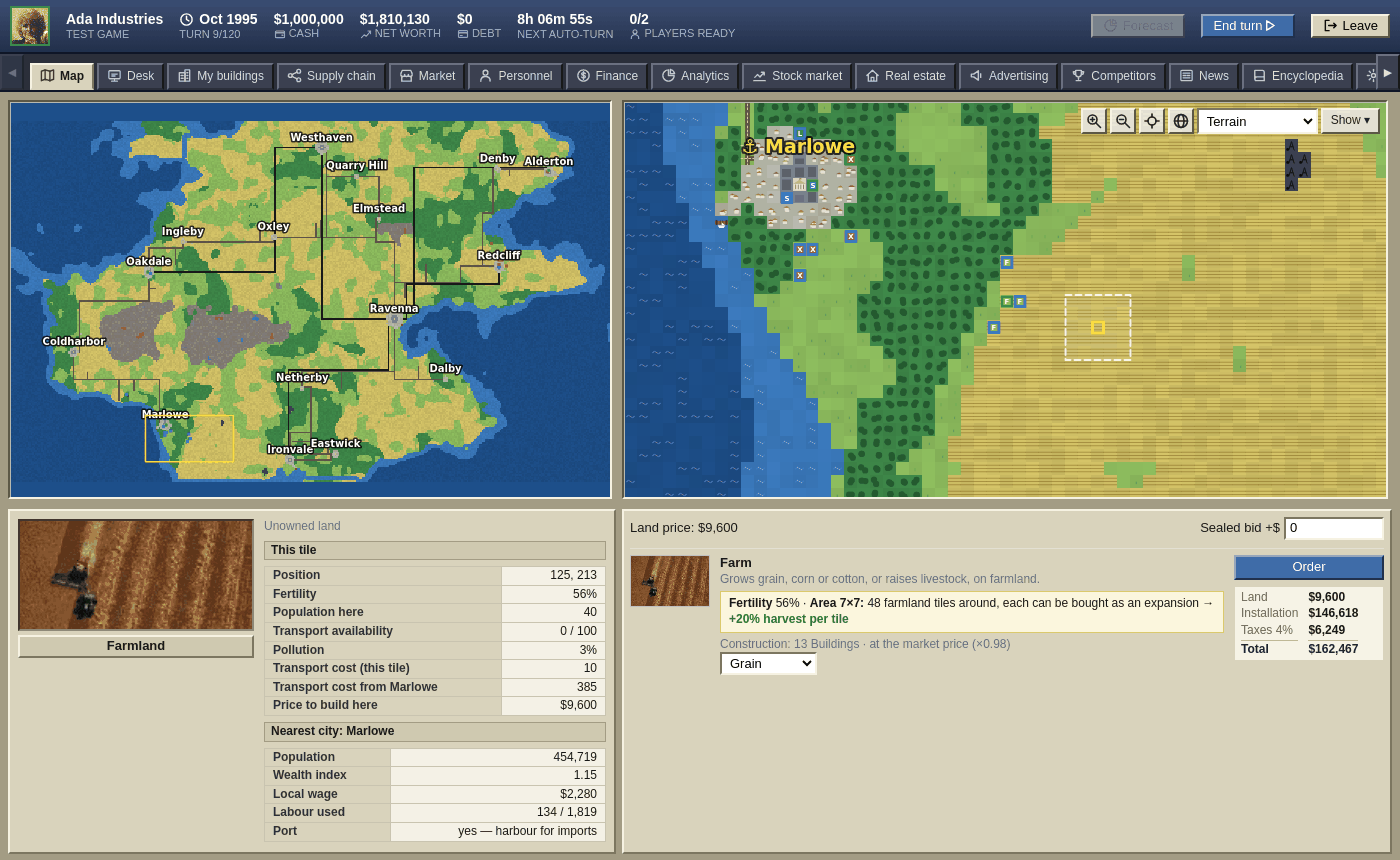 Ada Industries
TEST GAME
Oct 1995
TURN 9/120
$1,000,000
CASH
$1,810,130
NET WORTH
$0
DEBT
8h 06m 55s
NEXT AUTO-TURN
0/2
PLAYERS READY
Forecast
End turn
Leave
Map
Desk
My buildings
Supply chain
Market
Personnel
Finance
Analytics
Stock market
Real estate
Advertising
Competitors
News
Encyclopedia
Westhaven
Quarry Hill
Denby
Alderton
Elmstead
Oxley
Ingleby
Redcliff
Oakdale
Ravenna
Coldharbor
Dalby
Netherby
Marlowe
Eastwick
Ironvale
Marlowe
L
X
S
S
X
X X
X
F
F F
F
Terrain
Show ▾
Farmland
Unowned land
This tile
Position 125, 213
Fertility 56%
Population here 40
Transport availability 0 / 100
Pollution 3%
Transport cost (this tile) 10
Transport cost from Marlowe 385
Price to build here $9,600
Nearest city: Marlowe
Population 454,719
Wealth index 1.15
Local wage $2,280
Labour used 134 / 1,819
Port yes — harbour for imports
Land price: $9,600
Sealed bid +$ 0
Farm
Grows grain, corn or cotton, or raises livestock, on farmland.
Fertility 56% · Area 7×7: 48 farmland tiles around, each can be bought as an expansion →
+20% harvest per tile
Construction: 13 Buildings · at the market price (×0.98)
Grain
Order
Land $9,600
Installation $146,618
Taxes 4% $6,249
Total $162,467